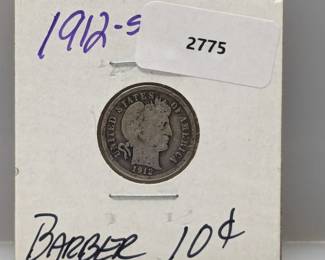 1912-S
2775
UNITED STATES OF AMERICA
1912
BARBER 10¢